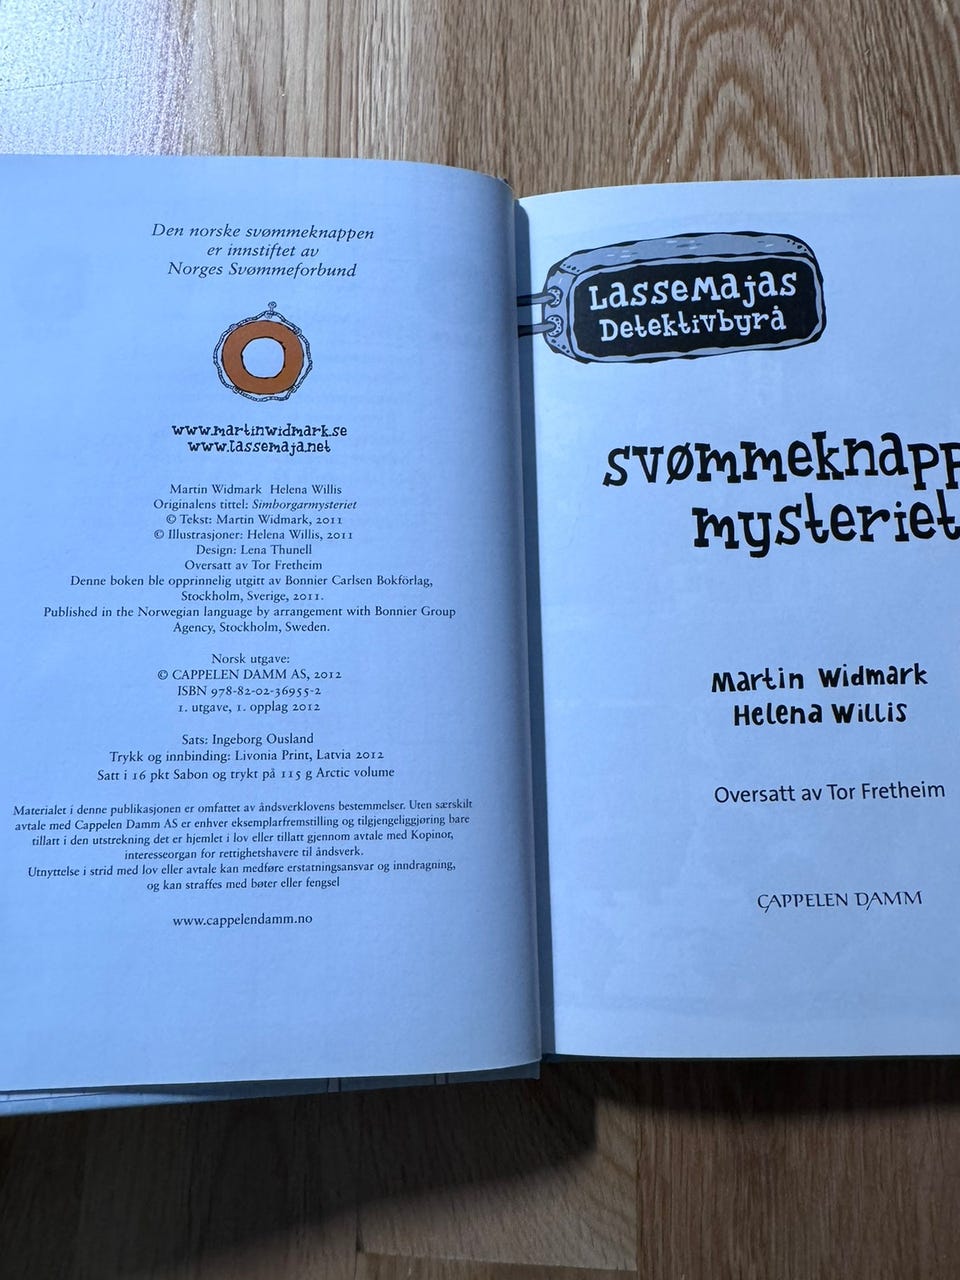 Den norske svømmeknappen
er innstiftet av
Norges Svømmeforbund
www.martinwidmark.se
www.lassemaja.net
Martin Widmark Helena Willis
Originalens tittel: Simborgarmysteriet
© Tekst: Martin Widmark, 2011
© Illustrasjoner: Helena Willis, 2011
Design: Lena Thunell
Oversatt av Tor Fretheim
Denne boken ble opprinnelig utgitt av Bonnier Carlsen Bokförlag,
Stockholm, Sverige, 2011.
Published in the Norwegian language by arrangement with Bonnier Group
Agency, Stockholm, Sweden.
Norsk utgave:
© CAPPELEN DAMM AS, 2012
ISBN 978-82-02-36955-2
1. utgave, 1. opplag 2012
Sats: Ingeborg Ousland
Trykk og innbinding: Livonia Print, Latvia 2012
Satt i 16 pkt Sabon og trykt på 115 g Arctic volume
Materialet i denne publikasjonen er omfattet av åndsverklovens bestemmelser. Uten særskilt
avtale med Cappelen Damm AS er enhver eksemplarfremstilling og tilgjengeliggjøring bare
tillatt i den utstrekning det er hjemlet i lov eller tillatt gjennom avtale med Kopinor,
interesseorgan for rettighetshavere til åndsverk.
Utnyttelse i strid med lov eller avtale kan medføre erstatningsansvar og inndragning,
og kan straffes med bøter eller fengsel
www.cappelendamm.no
LasseMajas
Detektivbyrå
svømmeknapp
mysteriet
Martin Widmark
Helena Willis
Oversatt av Tor Fretheim
CAPPELEN DAMM